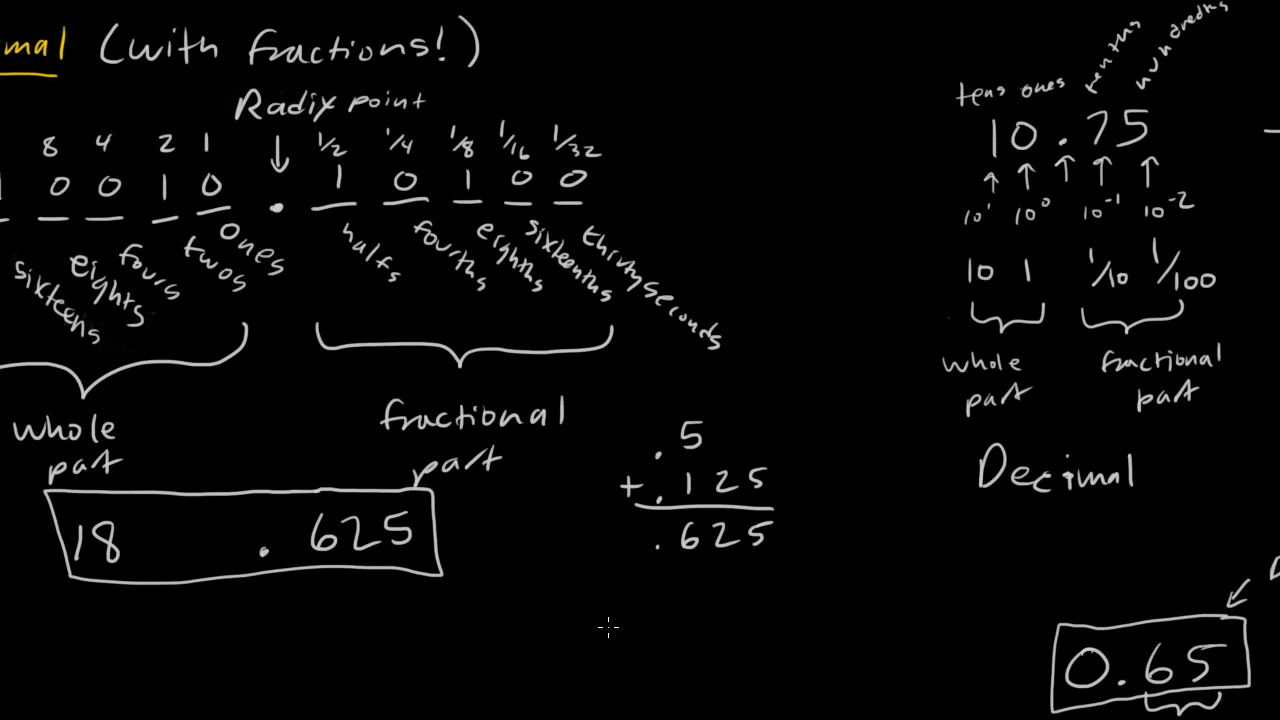 mal (with fractions!)
Radix point
8 4 2 1 1/2 1/4 1/8 1/16 1/32
1 0 0 1 0 . 1 0 1 0 0
sixteens eights fours twos ones halfs fourths eighths sixteenths thirtyseconds
whole part
fractional part
18 . 625
.5
+ .125
.625
tens ones tenths hundredths
10.75
10¹ 10⁰ 10⁻¹ 10⁻²
10 1 1/10 1/100
whole part
fractional part
Decimal
0.65